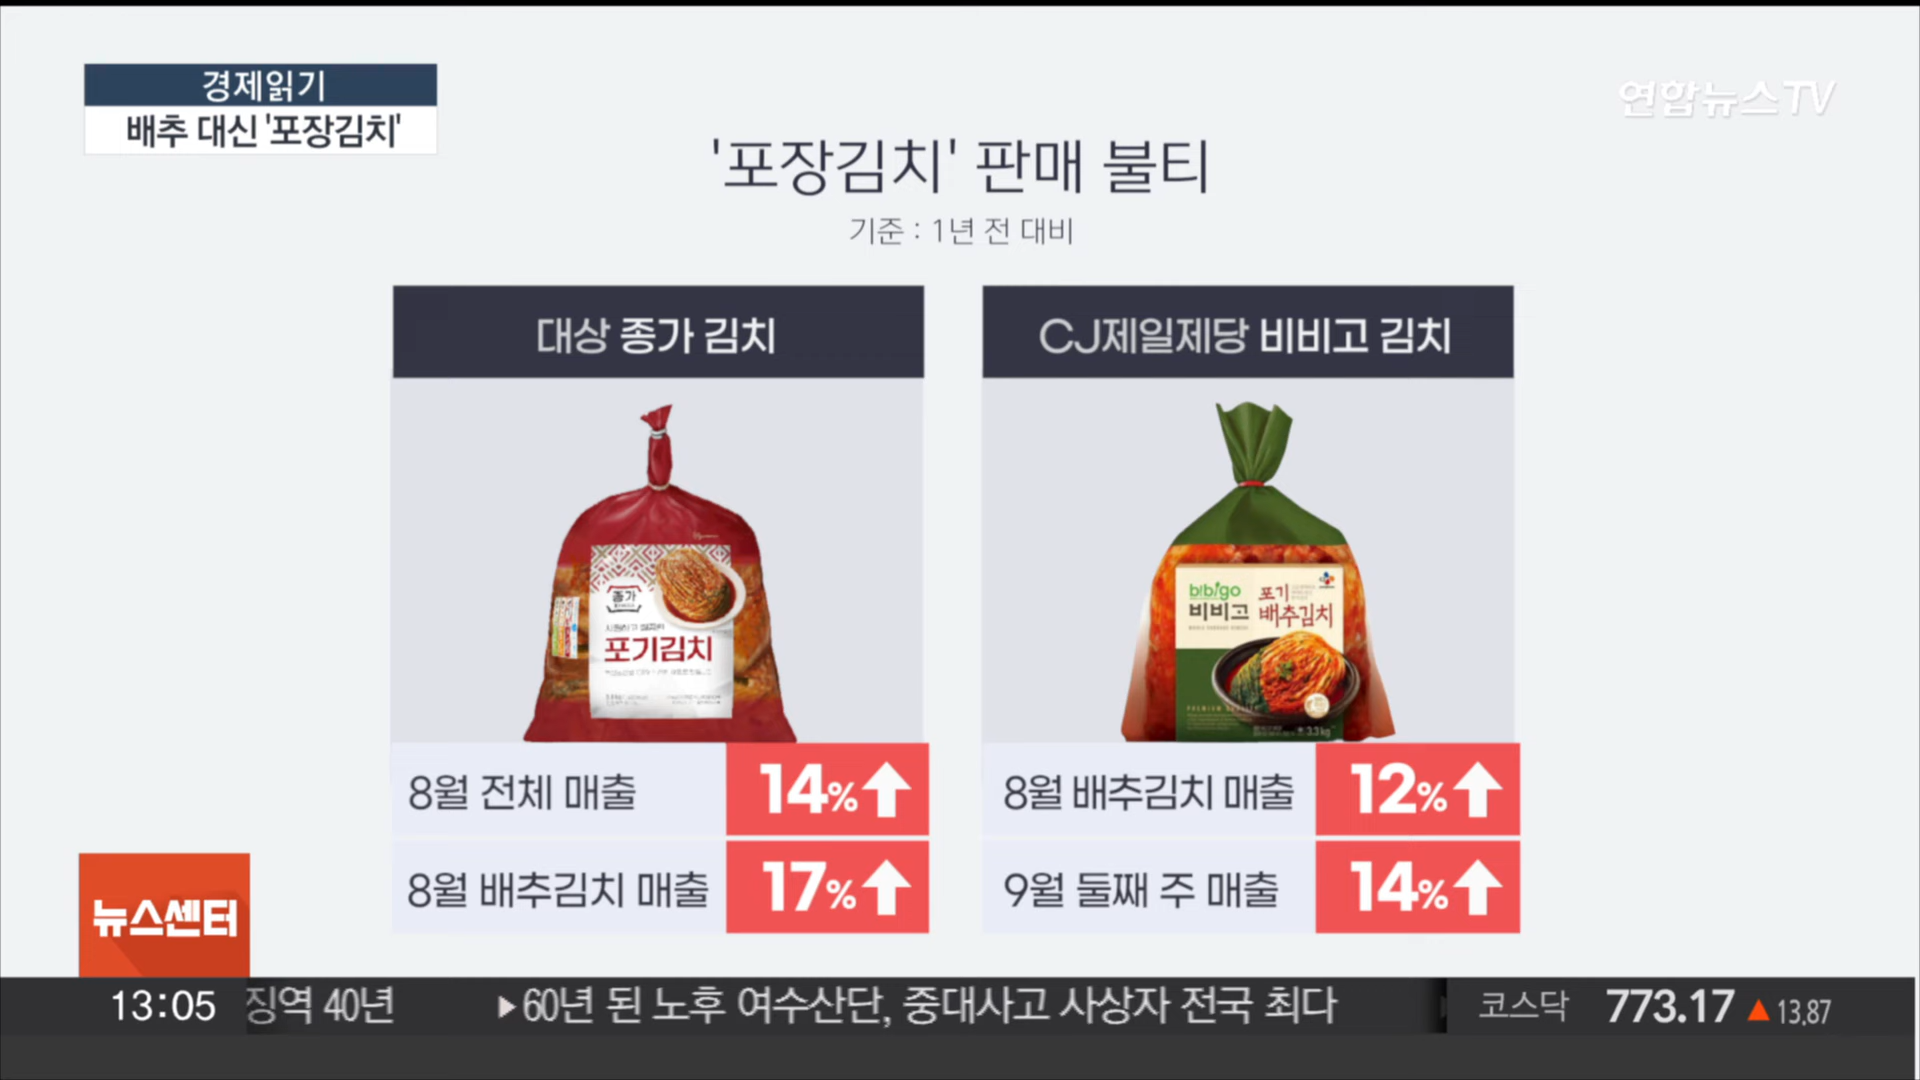 경제읽기
배추 대신 '포장김치'
연합뉴스TV
'포장김치' 판매 불티
기준 : 1년 전 대비
대상 종가 김치
종가
포기김치
8월 전체 매출 14%
8월 배추김치 매출 17%
CJ제일제당 비비고 김치
bibigo
비비고
포기
배추김치
3.3kg
8월 배추김치 매출 12%
9월 둘째 주 매출 14%
뉴스센터
13:05 징역 40년 ▶60년 된 노후 여수산단, 중대사고 사상자 전국 최다 코스닥 773.17 ▲ 13.87